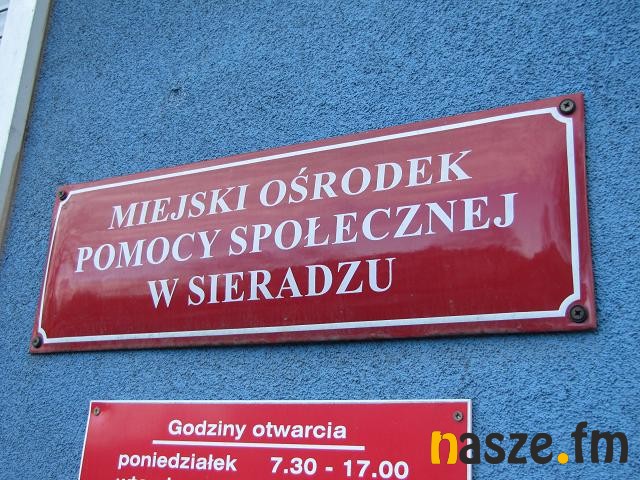 MIEJSKI OŚRODEK
POMOCY SPOŁECZNEJ
W SIERADZU
Godziny otwarcia
poniedziałek 7.30 - 17.00
nasze.fm